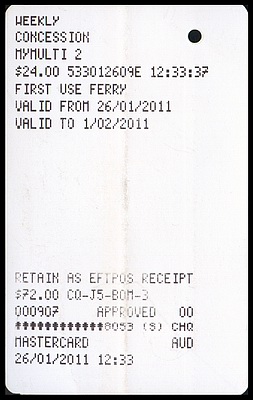 WEEKLY
CONCESSION
MYMULTI 2
$24.00 533012609E 12:33:37
FIRST USE FERRY
VALID FROM 26/01/2011
VALID TO 1/02/2011
RETAIN AS EFTPOS RECEIPT
$72.00 CQ-J5-BOM-3
000907 APPROVED 00
************8053 (S) CHQ
MASTERCARD AUD
26/01/2011 12:33